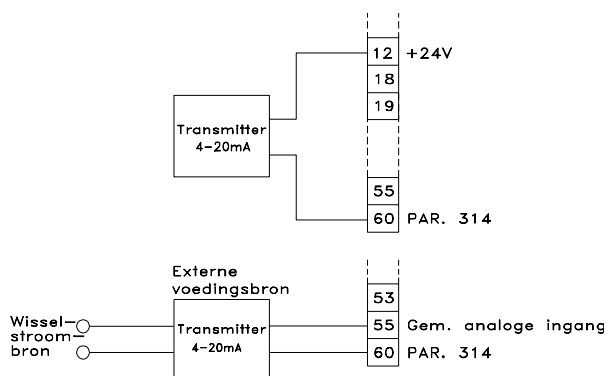 12 +24V
18
19
Transmitter
4-20mA
55
60 PAR. 314
Externe
voedingsbron
53
Wissel-
stroom-
bron
Transmitter
4-20mA
55 Gem. analoge ingang
60 PAR. 314